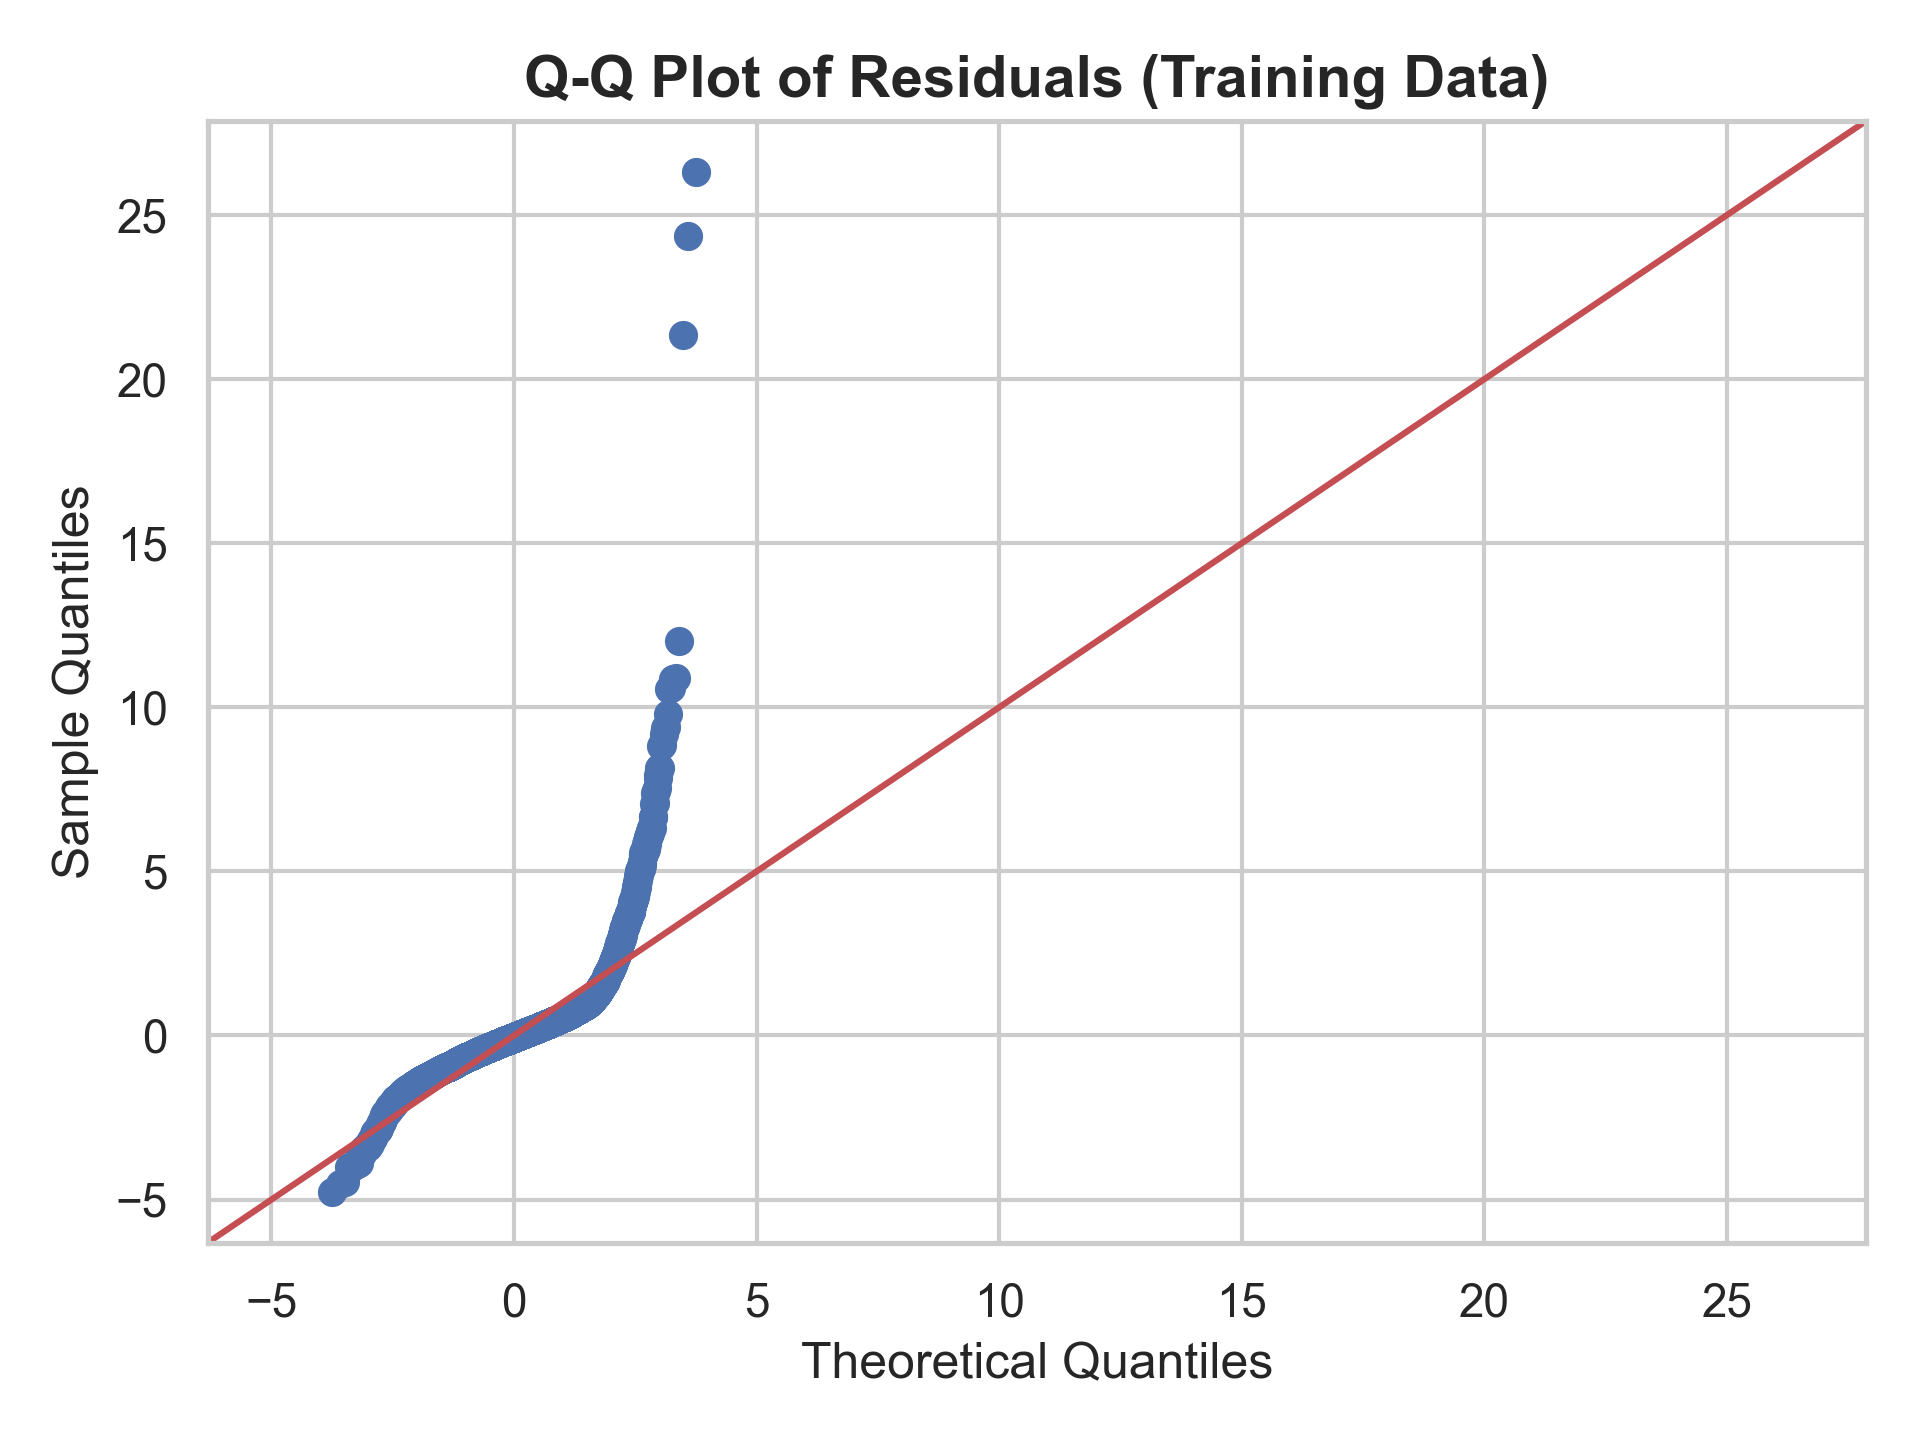 Q-Q Plot of Residuals (Training Data)
25
20
15
10
5
0
−5
Sample Quantiles
−5 0 5 10 15 20 25
Theoretical Quantiles